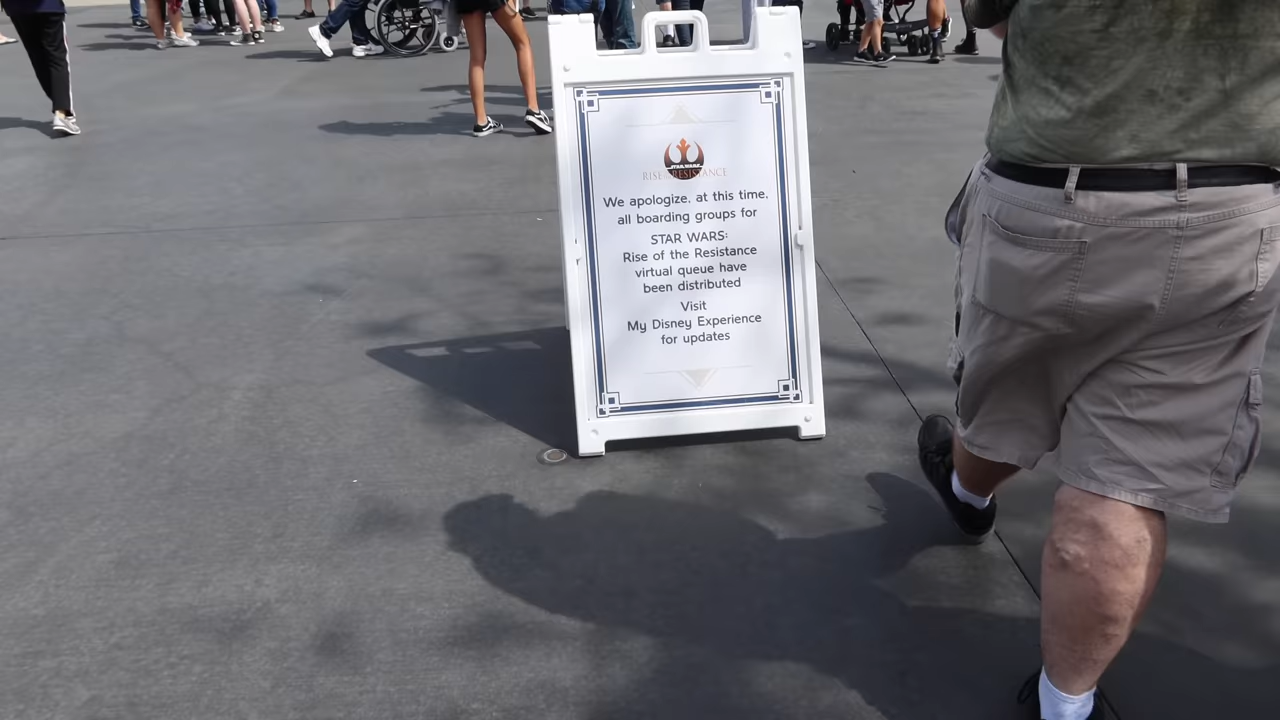 STAR WARS
RISE OF THE RESISTANCE
We apologize, at this time,
all boarding groups for
STAR WARS:
Rise of the Resistance
virtual queue have
been distributed
Visit
My Disney Experience
for updates